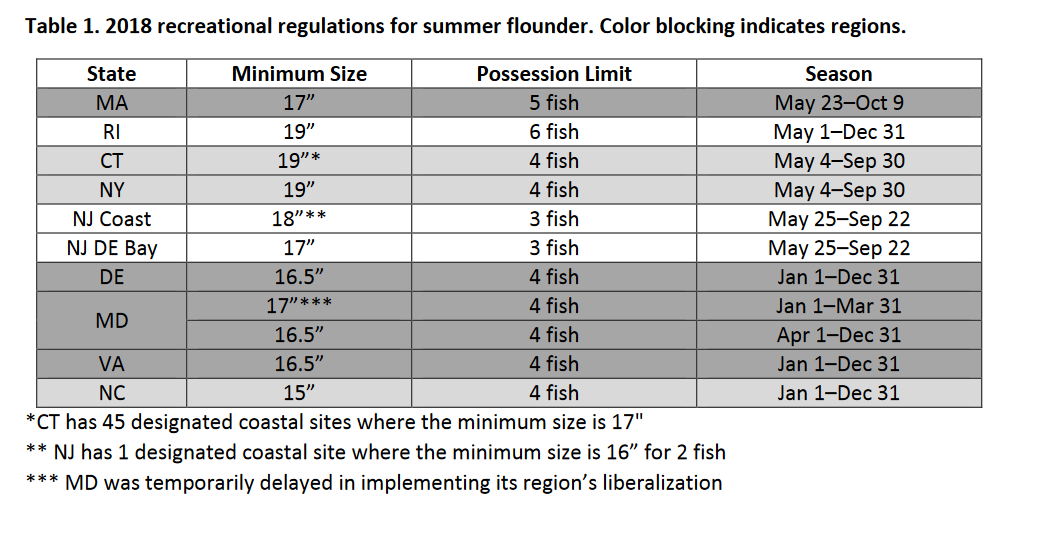 Table 1. 2018 recreational regulations for summer flounder. Color blocking indicates regions.
State Minimum Size Possession Limit Season
MA 17” 5 fish May 23–Oct 9
RI 19” 6 fish May 1–Dec 31
CT 19”* 4 fish May 4–Sep 30
NY 19” 4 fish May 4–Sep 30
NJ Coast 18”** 3 fish May 25–Sep 22
NJ DE Bay 17” 3 fish May 25–Sep 22
DE 16.5” 4 fish Jan 1–Dec 31
MD 17”*** 4 fish Jan 1–Mar 31
16.5” 4 fish Apr 1–Dec 31
VA 16.5” 4 fish Jan 1–Dec 31
NC 15” 4 fish Jan 1–Dec 31
*CT has 45 designated coastal sites where the minimum size is 17"
** NJ has 1 designated coastal site where the minimum size is 16” for 2 fish
*** MD was temporarily delayed in implementing its region’s liberalization